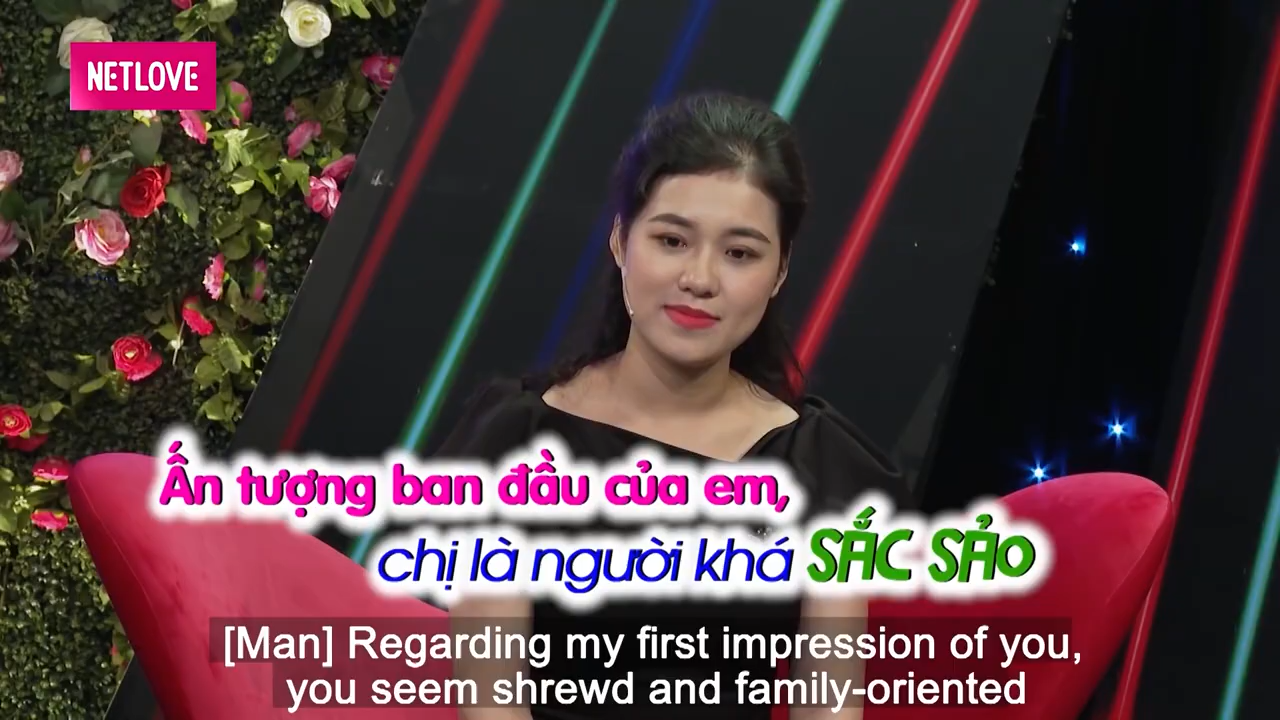 NETLOVE
Ấn tượng ban đầu của em,
chị là người khá SẮC SẢO
[Man] Regarding my first impression of you,
you seem shrewd and family-oriented